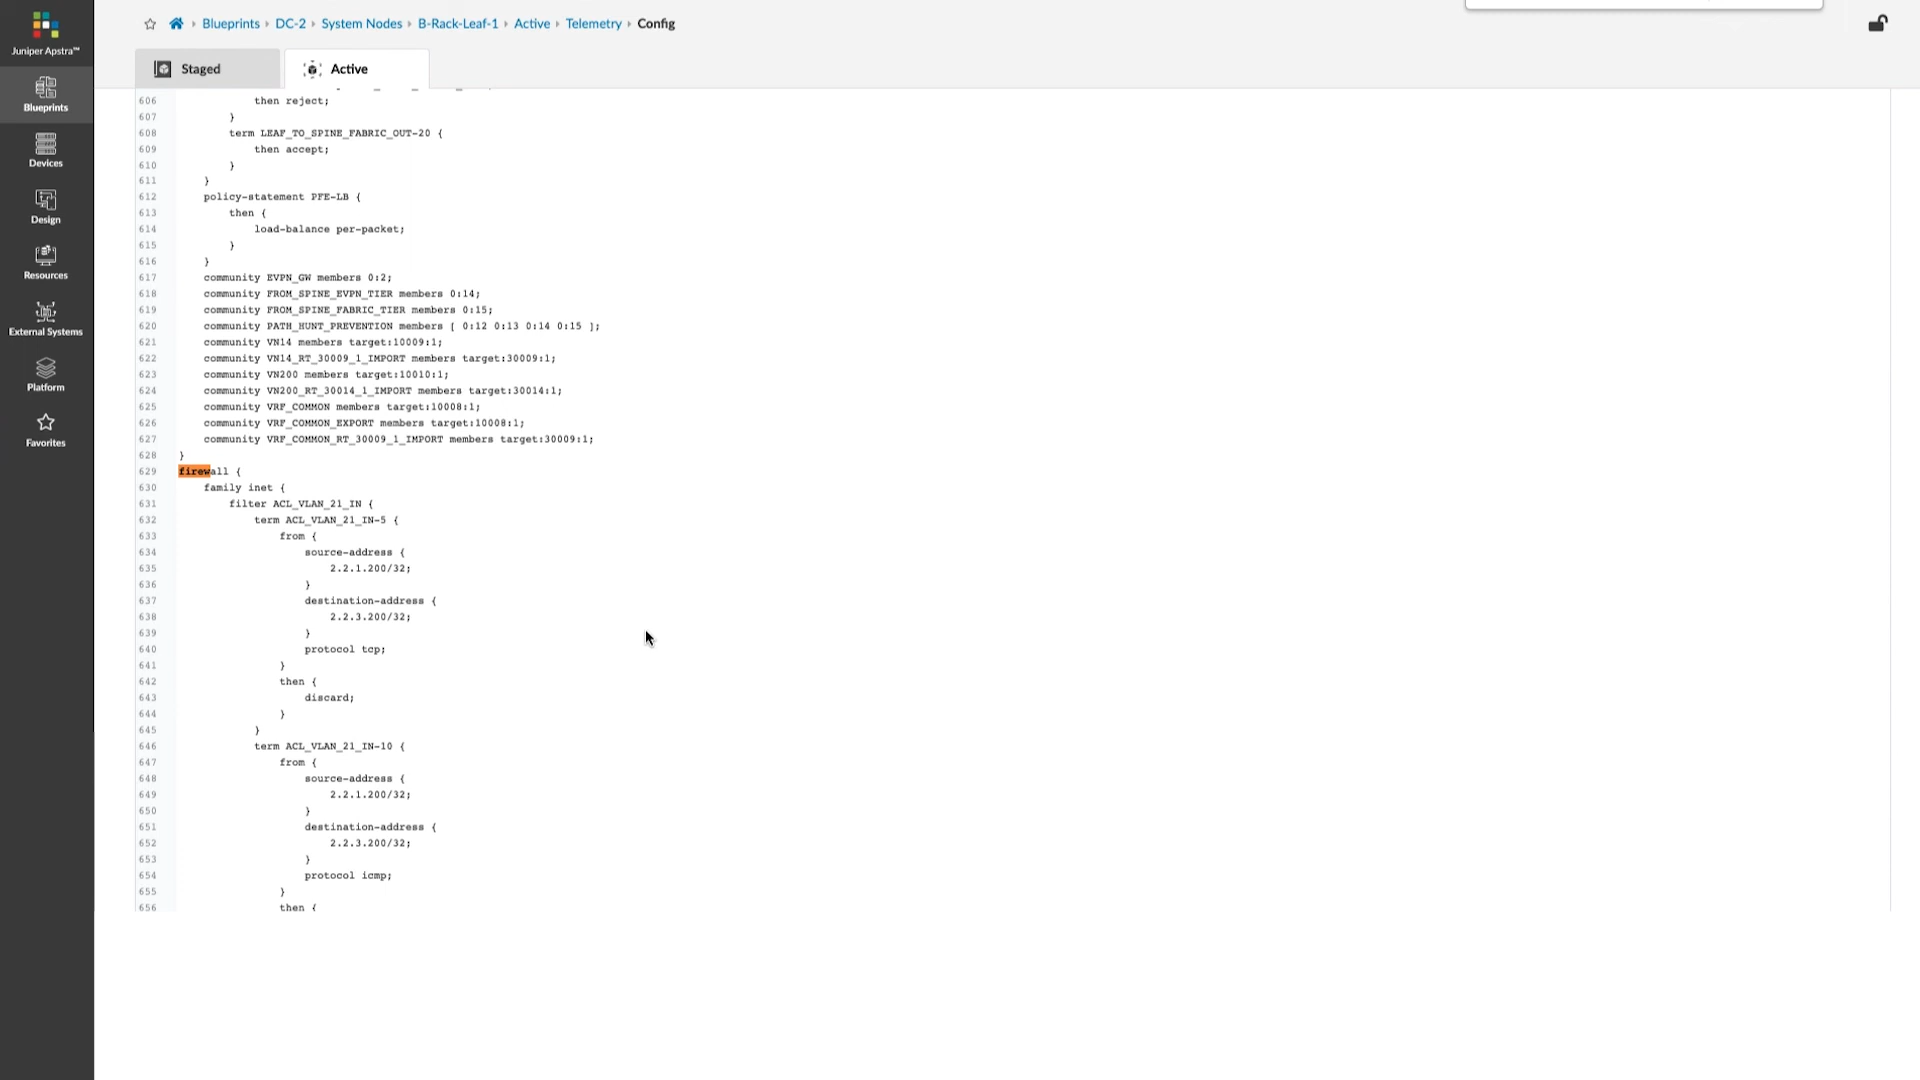 Juniper Apstra™
Blueprints
Devices
Design
Resources
External Systems
Platform
Favorites
Blueprints › DC-2 › System Nodes › B-Rack-Leaf-1 › Active › Telemetry › Config
Staged
Active
606 then reject;
607 }
608 term LEAF_TO_SPINE_FABRIC_OUT-20 {
609 then accept;
610 }
611 }
612 policy-statement PFE-LB {
613 then {
614 load-balance per-packet;
615 }
616 }
617 community EVPN_GW members 0:2;
618 community FROM_SPINE_EVPN_TIER members 0:14;
619 community FROM_SPINE_FABRIC_TIER members 0:15;
620 community PATH_HUNT_PREVENTION members [ 0:12 0:13 0:14 0:15 ];
621 community VN14 members target:10009:1;
622 community VN14_RT_30009_1_IMPORT members target:30009:1;
623 community VN200 members target:10010:1;
624 community VN200_RT_30014_1_IMPORT members target:30014:1;
625 community VRF_COMMON members target:10008:1;
626 community VRF_COMMON_EXPORT members target:10008:1;
627 community VRF_COMMON_RT_30009_1_IMPORT members target:30009:1;
628 }
629 firewall {
630 family inet {
631 filter ACL_VLAN_21_IN {
632 term ACL_VLAN_21_IN-5 {
633 from {
634 source-address {
635 2.2.1.200/32;
636 }
637 destination-address {
638 2.2.3.200/32;
639 }
640 protocol tcp;
641 }
642 then {
643 discard;
644 }
645 }
646 term ACL_VLAN_21_IN-10 {
647 from {
648 source-address {
649 2.2.1.200/32;
650 }
651 destination-address {
652 2.2.3.200/32;
653 }
654 protocol icmp;
655 }
656 then {